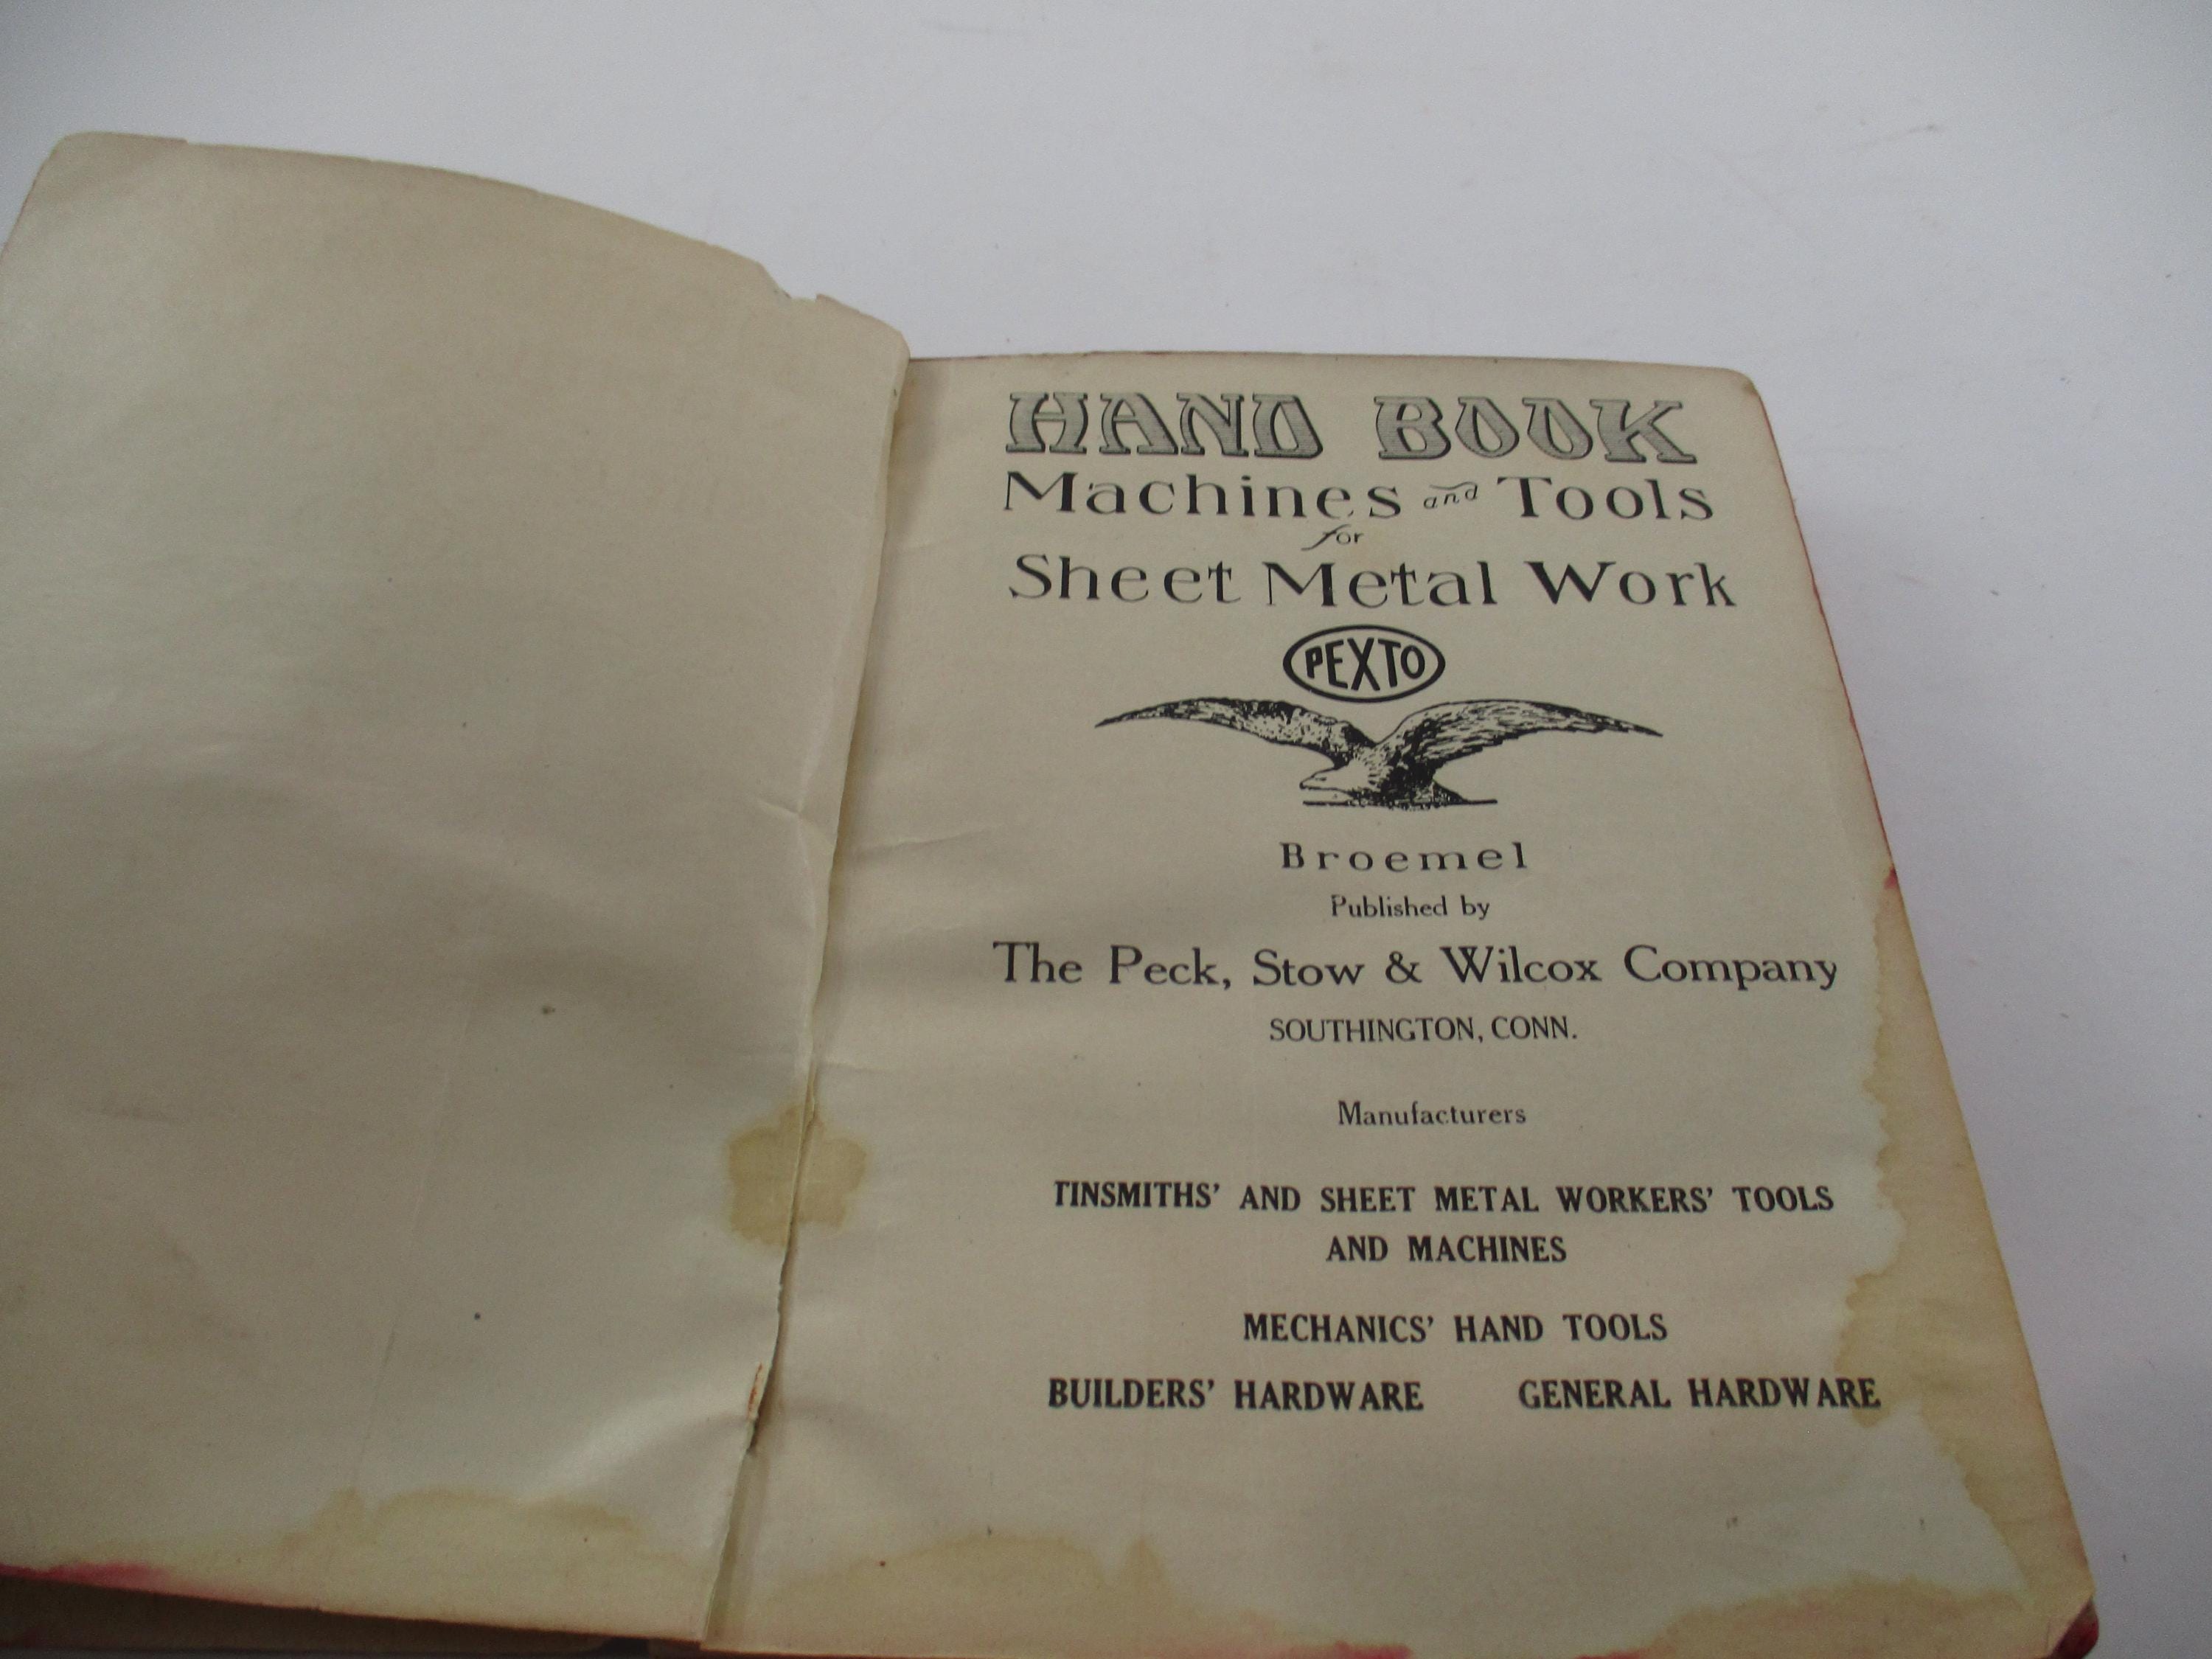 HAND BOOK
Machines and Tools
for
Sheet Metal Work
PEXTO
Broemel
Published by
The Peck, Stow & Wilcox Company
SOUTHINGTON, CONN.
Manufacturers
TINSMITHS' AND SHEET METAL WORKERS' TOOLS
AND MACHINES
MECHANICS' HAND TOOLS
BUILDERS' HARDWARE GENERAL HARDWARE